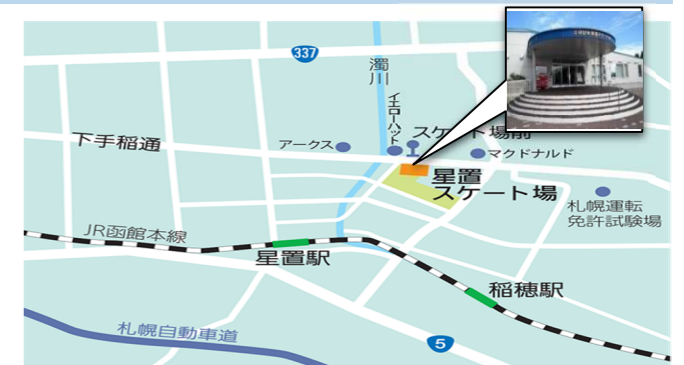 337
濁川
イエローハット
スケート場前
下手稲通
アークス
マクドナルド
星置
スケート場
札幌運転
免許試験場
JR函館本線
星置駅
稲穂駅
札幌自動車道
5